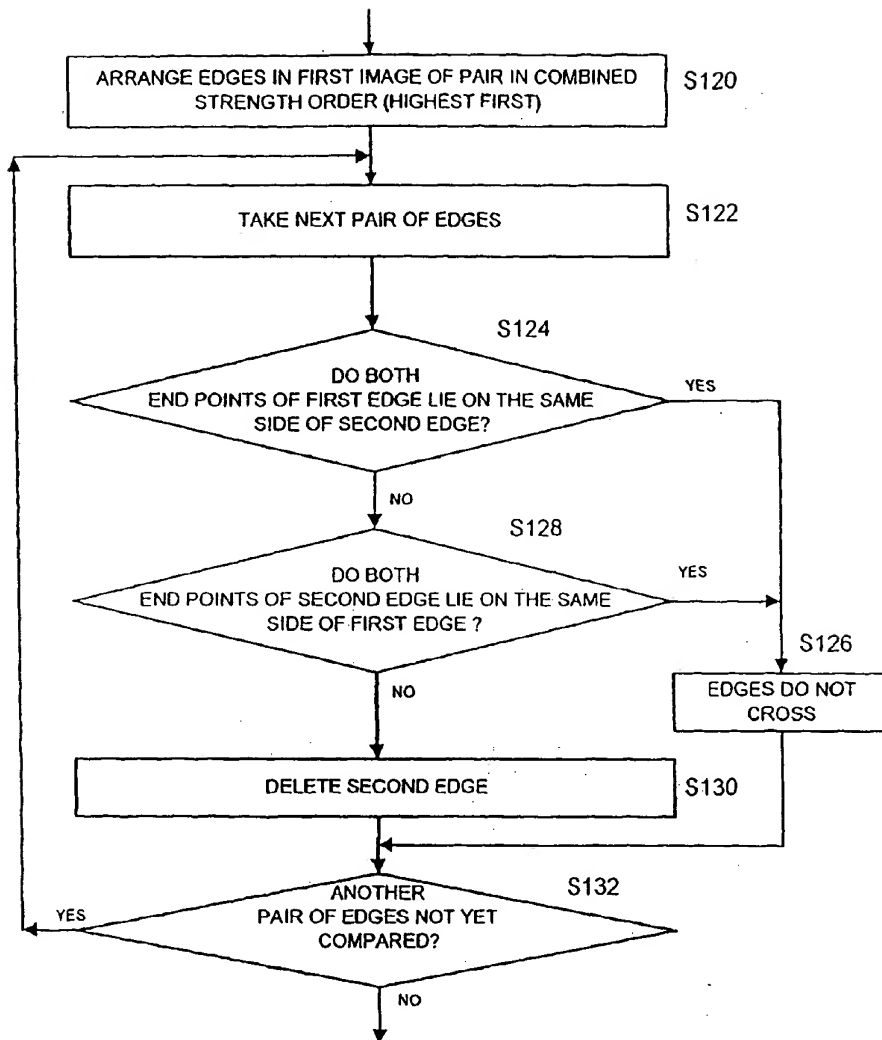 ARRANGE EDGES IN FIRST IMAGE OF PAIR IN COMBINED
STRENGTH ORDER (HIGHEST FIRST)
S120
TAKE NEXT PAIR OF EDGES
S122
S124
DO BOTH
END POINTS OF FIRST EDGE LIE ON THE SAME
SIDE OF SECOND EDGE?
YES
NO
S128
DO BOTH
END POINTS OF SECOND EDGE LIE ON THE SAME
SIDE OF FIRST EDGE ?
YES
NO
S126
EDGES DO NOT
CROSS
DELETE SECOND EDGE
S130
S132
ANOTHER
PAIR OF EDGES NOT YET
COMPARED?
YES
NO